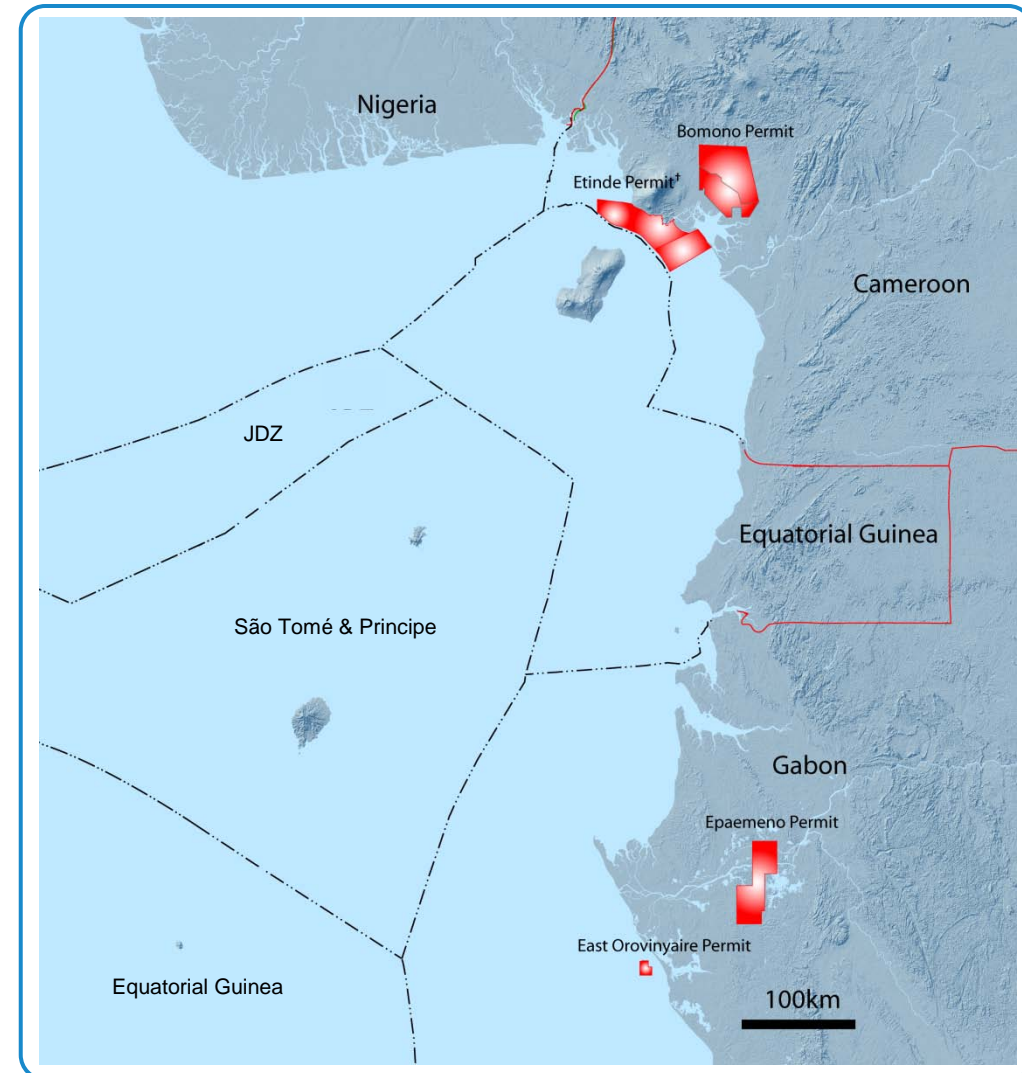 Nigeria
Bomono Permit
Etinde Permit†
Cameroon
JDZ
Equatorial Guinea
São Tomé & Principe
Gabon
Epaemeno Permit
East Orovinyaire Permit
Equatorial Guinea
100km